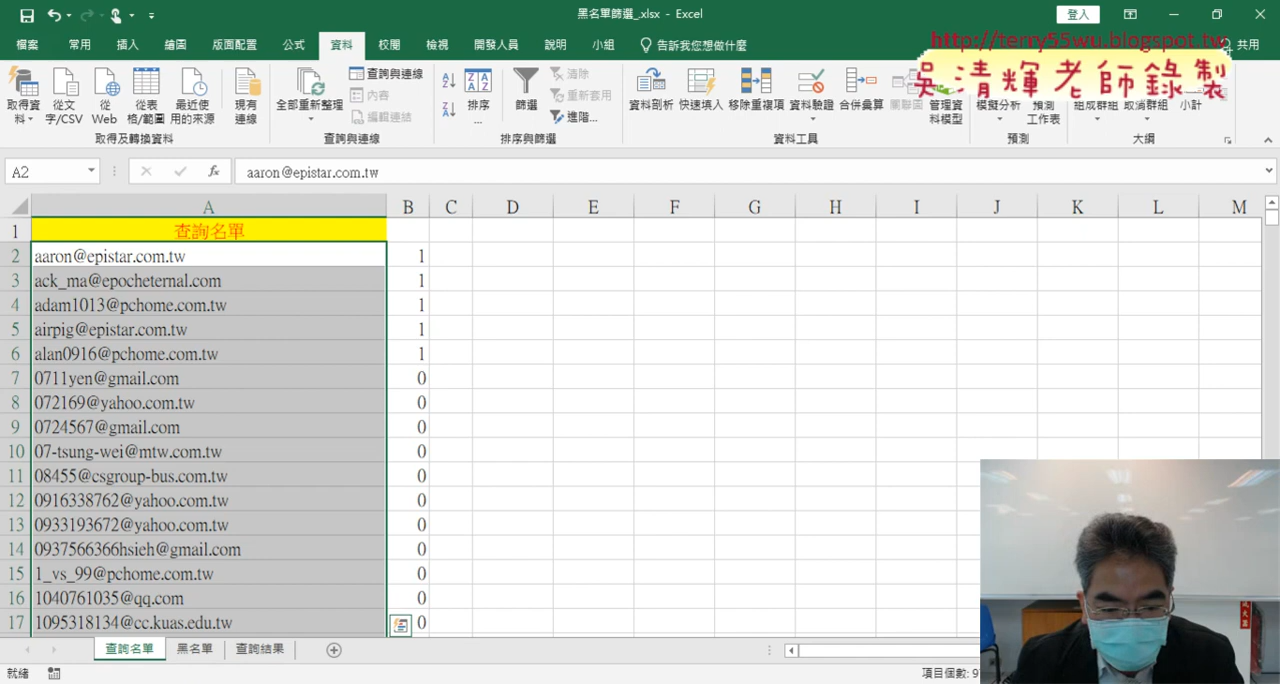 黑名單篩選_.xlsx - Excel
登入
檔案 常用 插入 繪圖 版面配置 公式 資料 校閱 檢視 開發人員 說明 小組 告訴我您想做什麼 共用
http://terry55wu.blogspot.tw
吳清輝老師錄製
取得資料 從文字/CSV 從Web 從表格/範圍 最近使用的來源 現有連線
取得及轉換資料
全部重新整理 查詢與連線 內容 編輯連結
查詢與連線
排序... 篩選 清除 重新套用 進階...
排序與篩選
資料剖析 快速填入 移除重複項 資料驗證 合併彙算 關聯圖 管理資料模型
資料工具
模擬分析 預測工作表
預測
組成群組 取消群組 小計
大綱
A2 fx aaron@epistar.com.tw
A B C D E F G H I J K L M
1 查詢名單
2 aaron@epistar.com.tw 1
3 ack_ma@epocheternal.com 1
4 adam1013@pchome.com.tw 1
5 airpig@epistar.com.tw 1
6 alan0916@pchome.com.tw 1
7 0711yen@gmail.com 0
8 072169@yahoo.com.tw 0
9 0724567@gmail.com 0
10 07-tsung-wei@mtw.com.tw 0
11 08455@csgroup-bus.com.tw 0
12 0916338762@yahoo.com.tw 0
13 0933193672@yahoo.com.tw 0
14 0937566366hsieh@gmail.com 0
15 1_vs_99@pchome.com.tw 0
16 1040761035@qq.com 0
17 1095318134@cc.kuas.edu.tw 0
查詢名單 黑名單 查詢結果
就緒 項目個數: 9